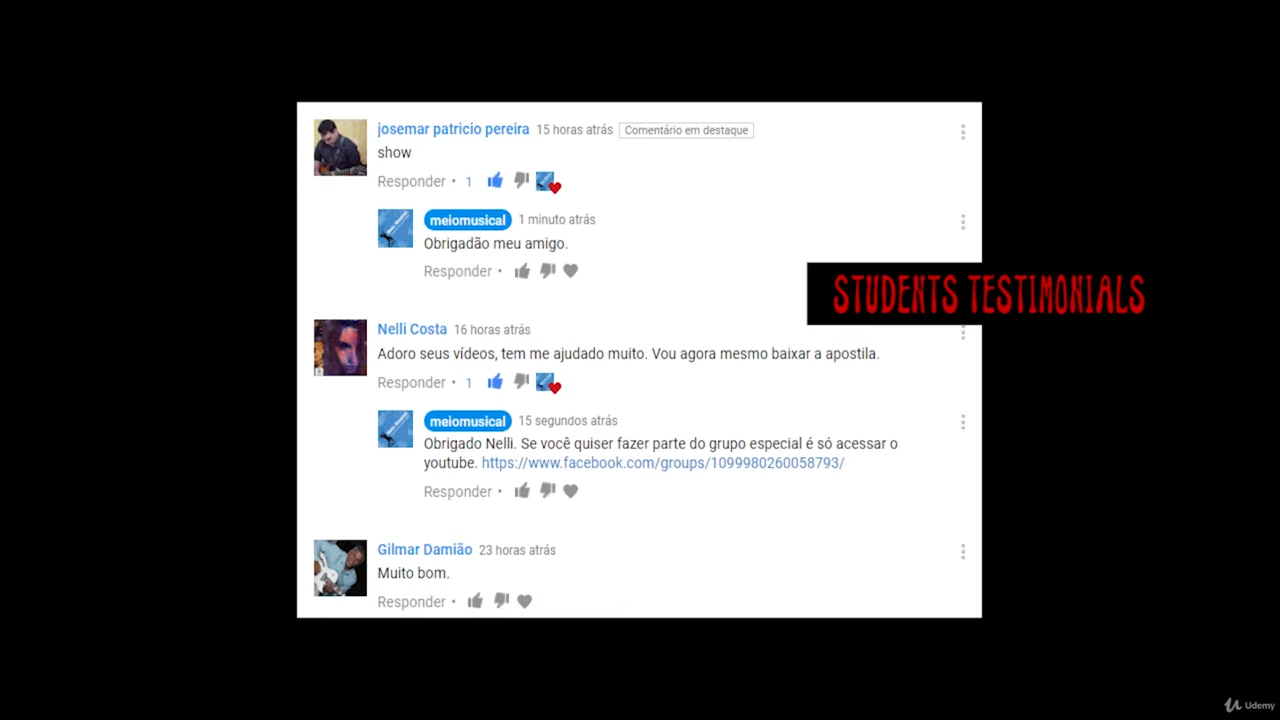 josemar patricio pereira 15 horas atrás Comentário em destaque
show
Responder • 1
meiomusical 1 minuto atrás
Obrigadão meu amigo.
Responder •
STUDENTS TESTIMONIALS
Nelli Costa 16 horas atrás
Adoro seus vídeos, tem me ajudado muito. Vou agora mesmo baixar a apostila.
Responder • 1
meiomusical 15 segundos atrás
Obrigado Nelli. Se você quiser fazer parte do grupo especial é só acessar o
youtube. https://www.facebook.com/groups/1099980260058793/
Responder •
Gilmar Damião 23 horas atrás
Muito bom.
Responder •
Udemy